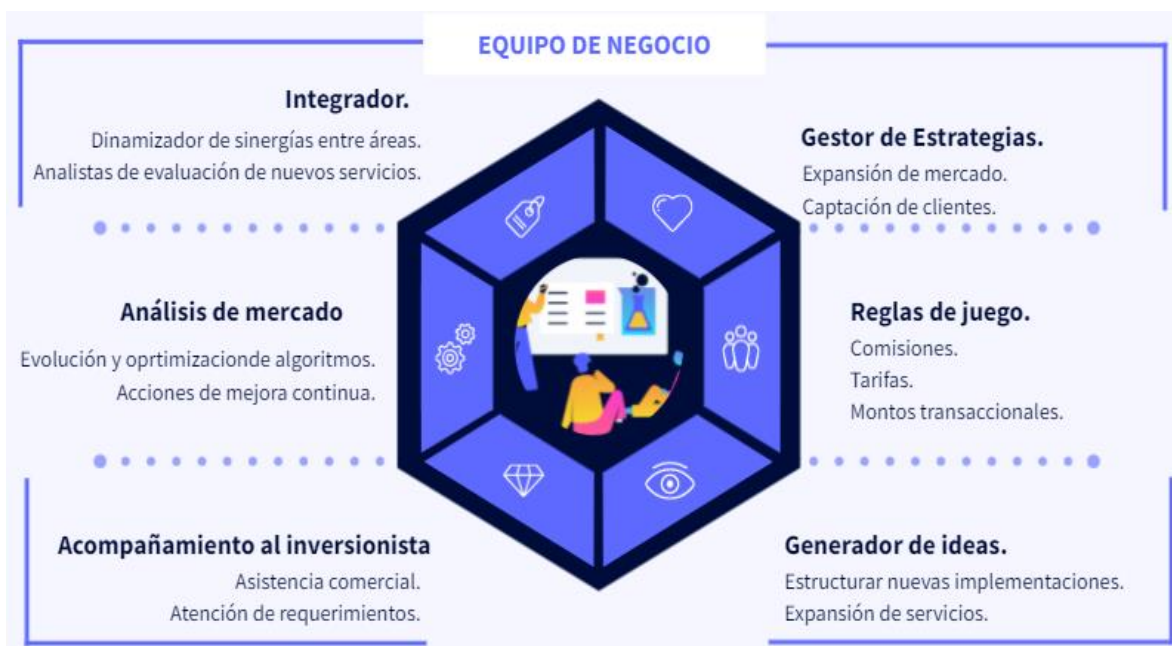 EQUIPO DE NEGOCIO
Integrador.
Dinamizador de sinergías entre áreas.
Analistas de evaluación de nuevos servicios.
Gestor de Estrategias.
Expansión de mercado.
Captación de clientes.
Análisis de mercado
Evolución y oprtimizacionde algoritmos.
Acciones de mejora continua.
Reglas de juego.
Comisiones.
Tarifas.
Montos transaccionales.
Acompañamiento al inversionista
Asistencia comercial.
Atención de requerimientos.
Generador de ideas.
Estructurar nuevas implementaciones.
Expansión de servicios.